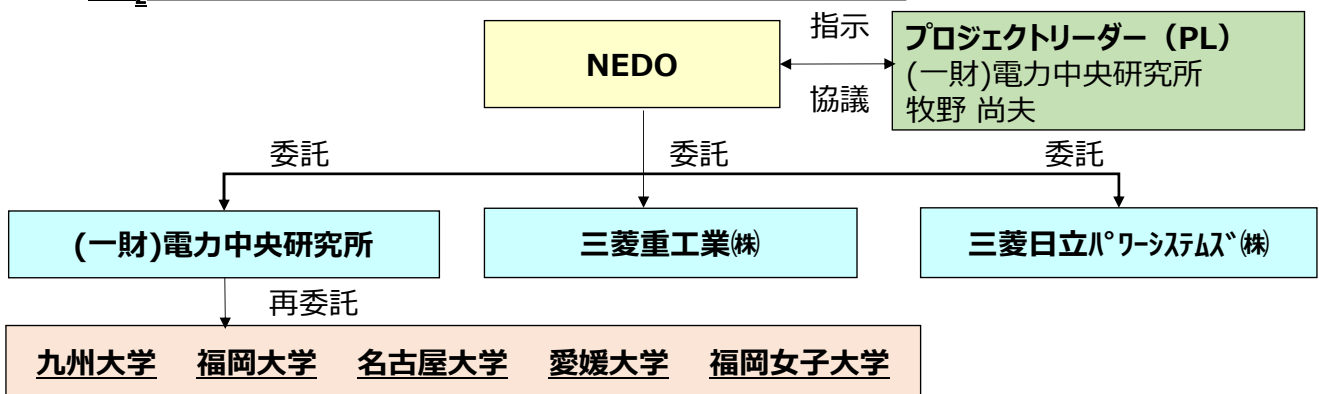 指示
NEDO
協議
プロジェクトリーダー（PL）
(一財)電力中央研究所
牧野 尚夫
委託 委託 委託
(一財)電力中央研究所 三菱重工業㈱ 三菱日立ﾊﾟﾜｰｼｽﾃﾑｽﾞ㈱
再委託
九州大学 福岡大学 名古屋大学 愛媛大学 福岡女子大学